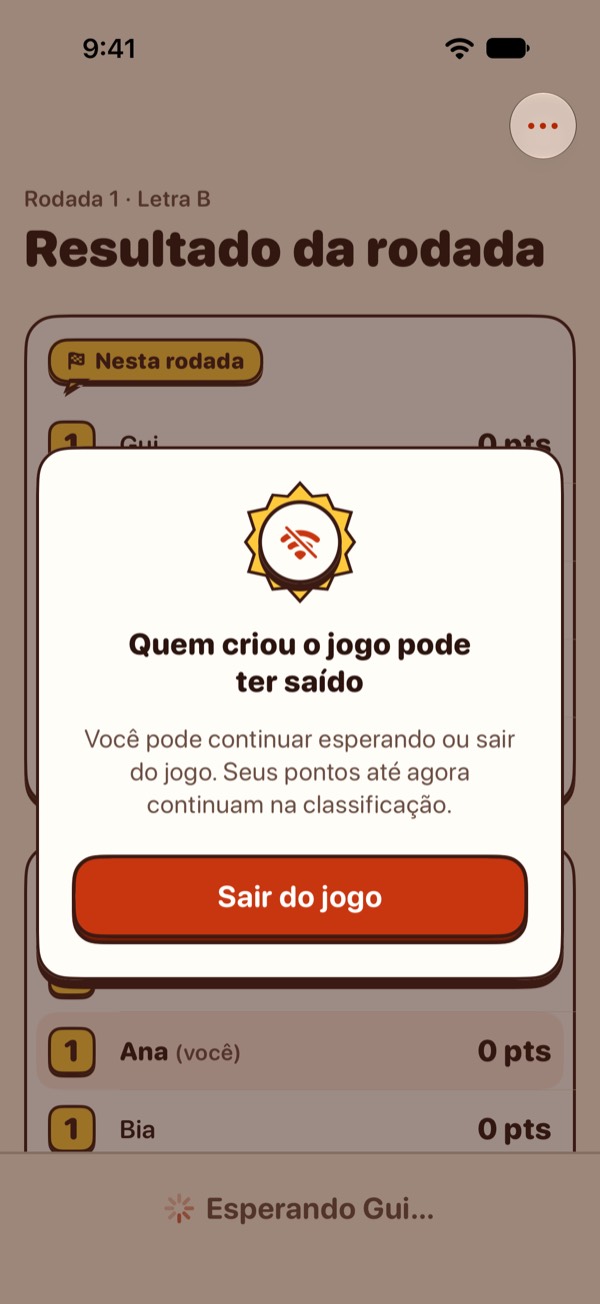 9:41
Rodada 1 · Letra B
Resultado da rodada
Nesta rodada
1 Gui 0 pts
Quem criou o jogo pode
ter saído
Você pode continuar esperando ou sair
do jogo. Seus pontos até agora
continuam na classificação.
Sair do jogo
1 Ana (você) 0 pts
1 Bia 0 pts
Esperando Gui...